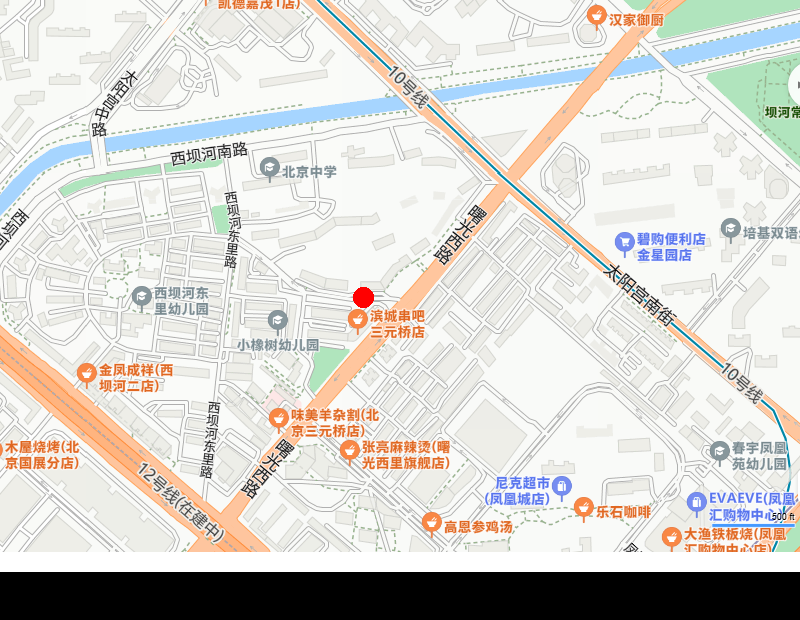 凯德嘉茂1店)
汉家御厨
10号线
太阳宫中路
坝河常
西坝河南路
北京中学
西坝河东里路
曙光西路
碧购便利店
金星园店
培基双语
西坝河
太阳宫南街
西坝河东
里幼儿园
滨城串吧
三元桥店
小橡树幼儿园
金凤成祥(西
坝河二店)
10号线
味美羊杂割(北
京三元桥店)
西坝河东里路
木屋烧烤(北
京国展分店)
张亮麻辣烫(曙
光西里旗舰店)
曙光西路
春宇凤凰
苑幼儿园
12号线(在建中)
尼克超市
(凤凰城店)
乐石咖啡
EVAEVE(凤凰
汇购物中心
500 ft
高恩参鸡汤
大渔铁板烧(凤凰
汇购物中心店)